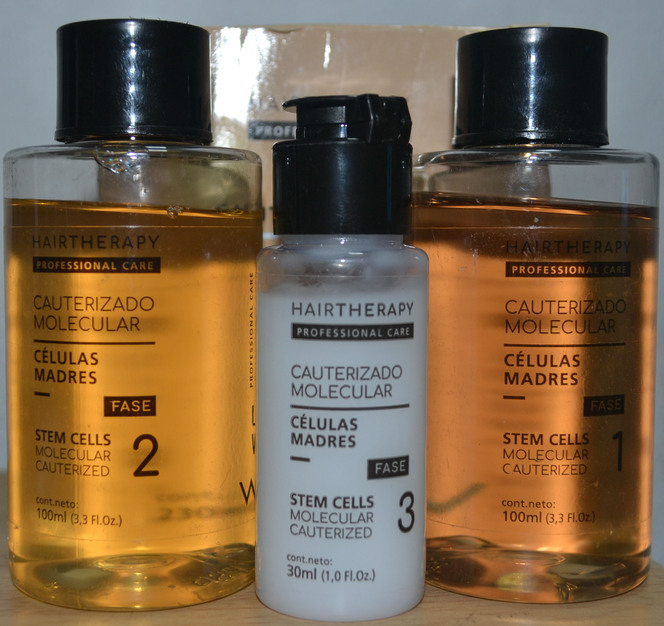 HAIRTHERAPY
PROFESSIONAL CARE
CAUTERIZADO
MOLECULAR
CÉLULAS
MADRES
FASE
2
STEM CELLS
MOLECULAR
CAUTERIZED
cont.neto:
100ml (3,3 Fl.Oz.)
PROFESSIONAL CARE
HAIRTHERAPY
PROFESSIONAL CARE
CAUTERIZADO
MOLECULAR
CÉLULAS
MADRES
FASE
3
STEM CELLS
MOLECULAR
CAUTERIZED
cont.neto:
30ml (1,0 Fl.Oz.)
HAIRTHERAPY
PROFESSIONAL CARE
CAUTERIZADO
MOLECULAR
CÉLULAS
MADRES
FASE
1
STEM CELLS
MOLECULAR
CAUTERIZED
cont.neto:
100ml (3,3 Fl.Oz.)